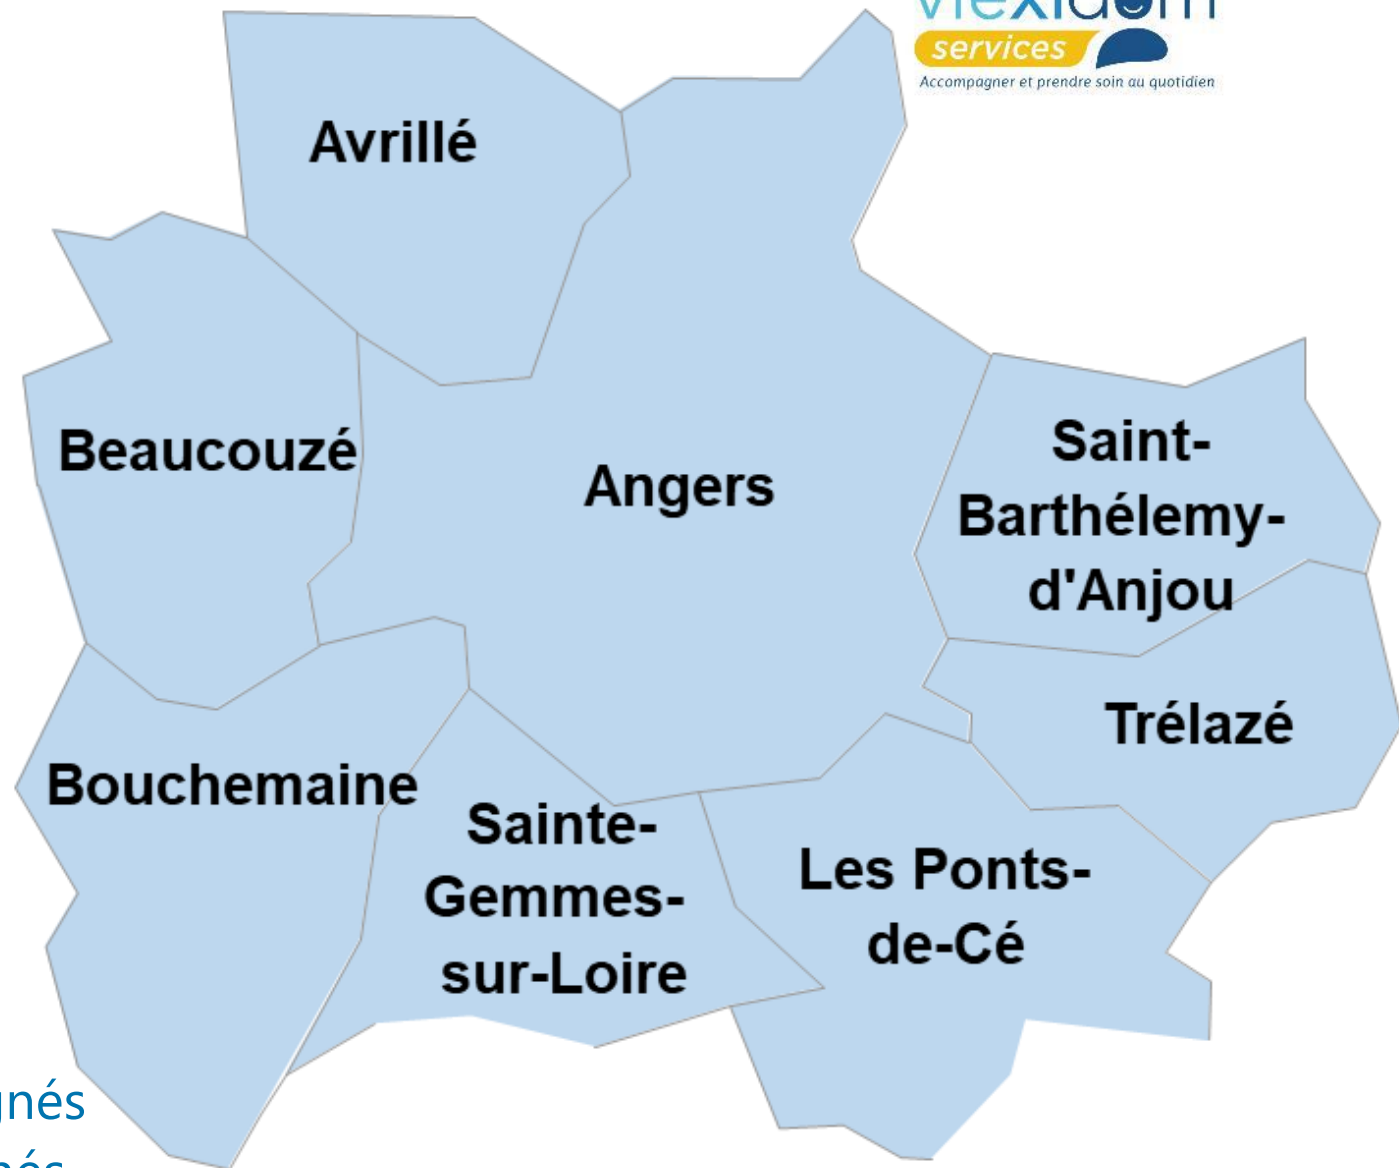 services
Accompagner et prendre soin au quotidien
Avrillé
Beaucouzé
Angers
Saint-
Barthélemy-
d'Anjou
Trélazé
Bouchemaine
Sainte-
Gemmes-
sur-Loire
Les Ponts-
de-Cé